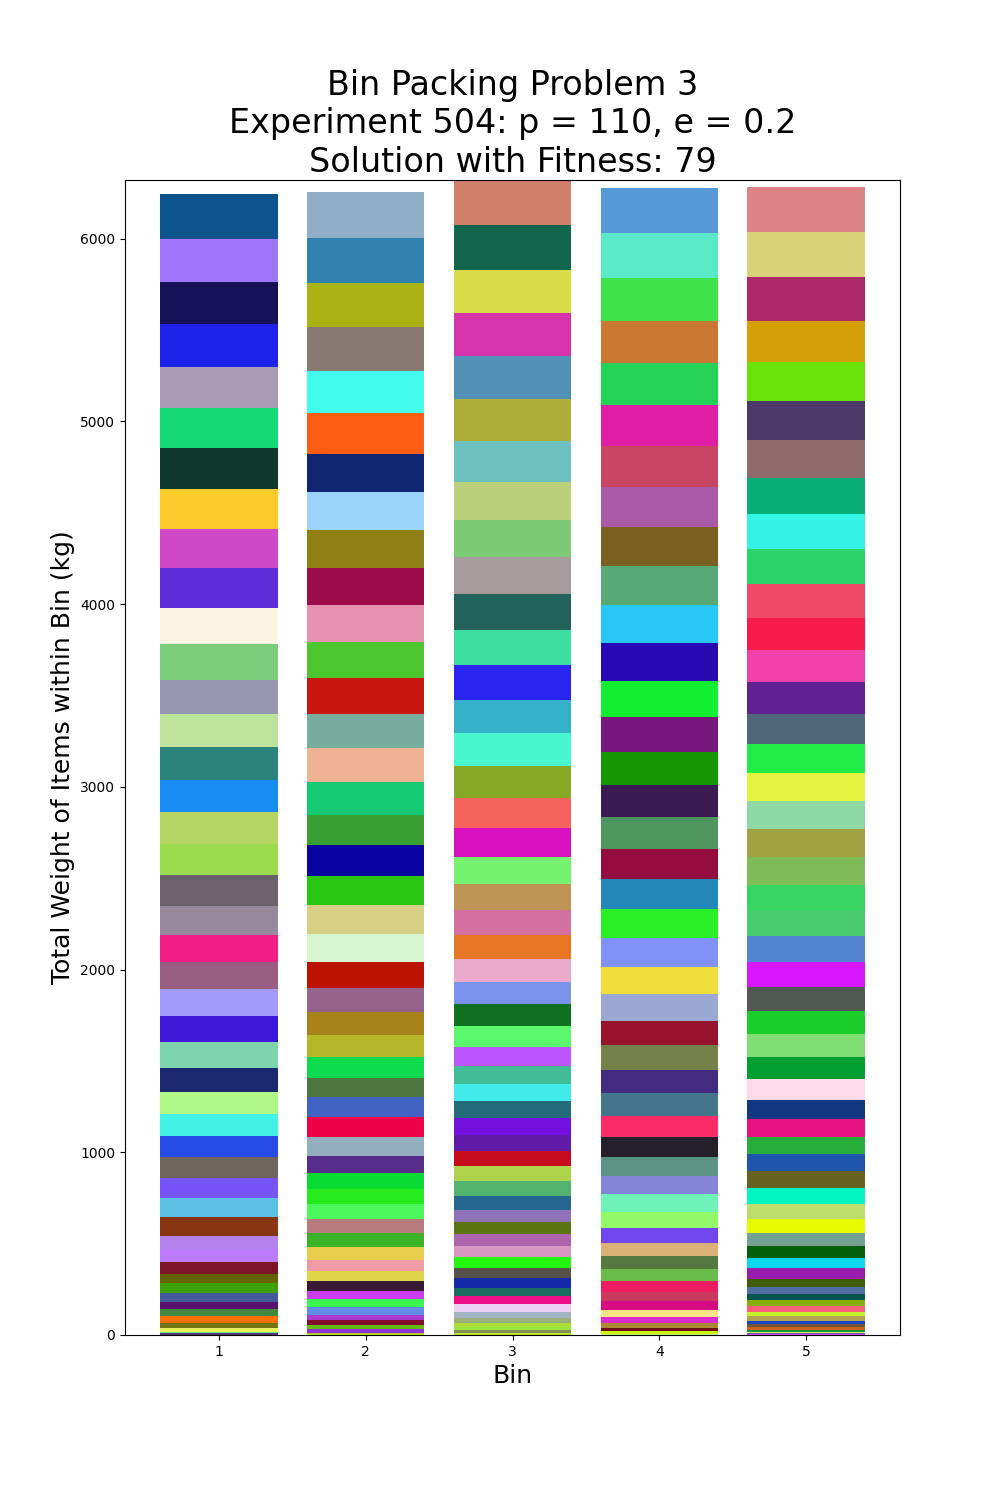 Bin Packing Problem 3
Experiment 504: p = 110, e = 0.2
Solution with Fitness: 79
Total Weight of Items within Bin (kg)
6000
5000
4000
3000
2000
1000
0
1 2 3 4 5
Bin